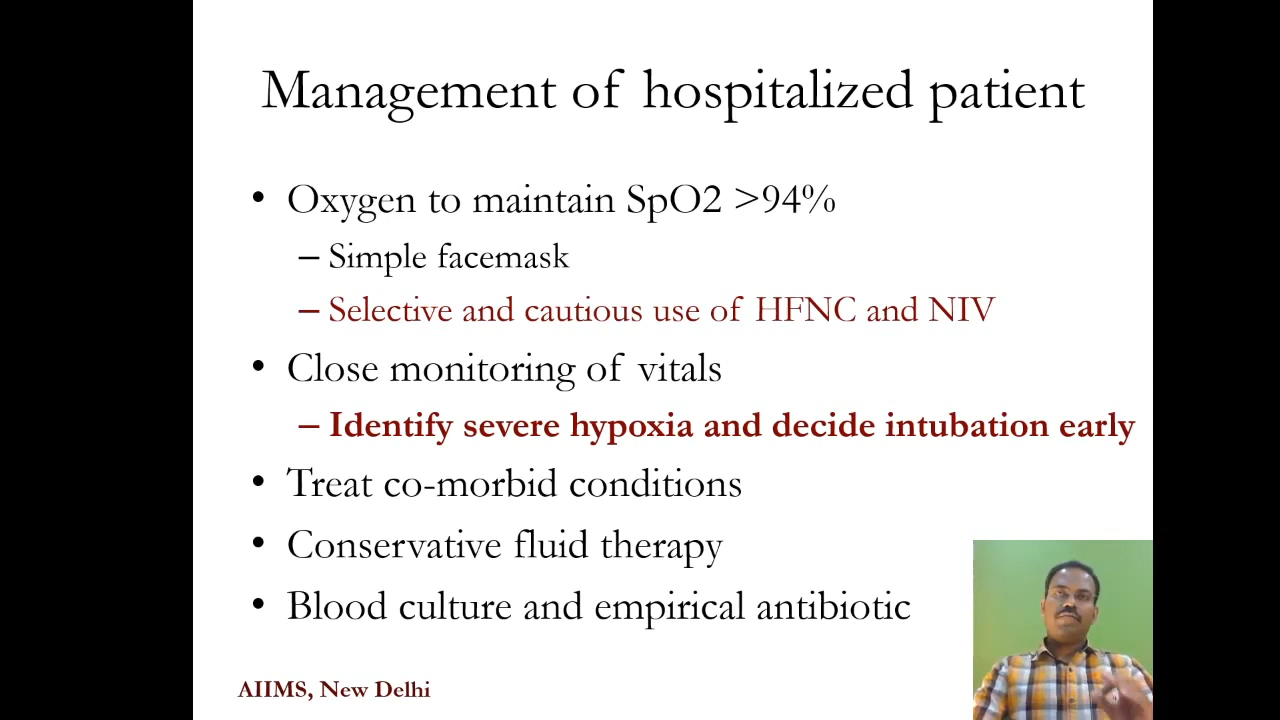 Management of hospitalized patient
• Oxygen to maintain SpO2 >94%
– Simple facemask
– Selective and cautious use of HFNC and NIV
• Close monitoring of vitals
– Identify severe hypoxia and decide intubation early
• Treat co-morbid conditions
• Conservative fluid therapy
• Blood culture and empirical antibiotic
AIIMS, New Delhi